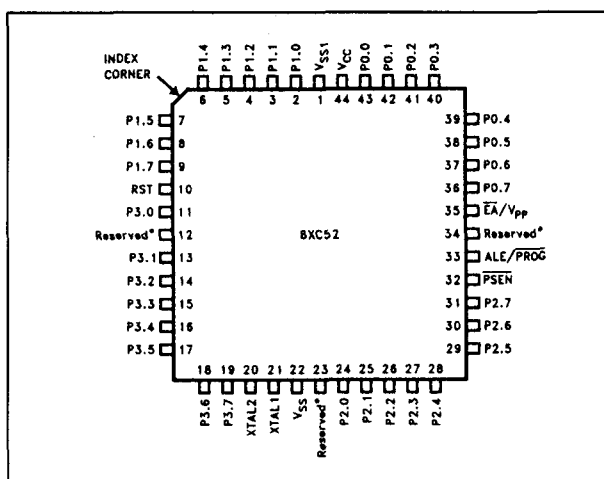 P1.4 P1.3 P1.2 P1.1 P1.0 VSS1 VCC P0.0 P0.1 P0.2 P0.3
INDEX
CORNER
6 5 4 3 2 1 44 43 42 41 40
P1.5 7 39 P0.4
P1.6 8 38 P0.5
P1.7 9 37 P0.6
RST 10 36 P0.7
P3.0 11 35 EA/Vpp
Reserved* 12 8XC52 34 Reserved*
P3.1 13 33 ALE/PROG
P3.2 14 32 PSEN
P3.3 15 31 P2.7
P3.4 16 30 P2.6
P3.5 17 29 P2.5
18 19 20 21 22 23 24 25 26 27 28
P3.6 P3.7 XTAL2 XTAL1 VSS Reserved* P2.0 P2.1 P2.2 P2.3 P2.4